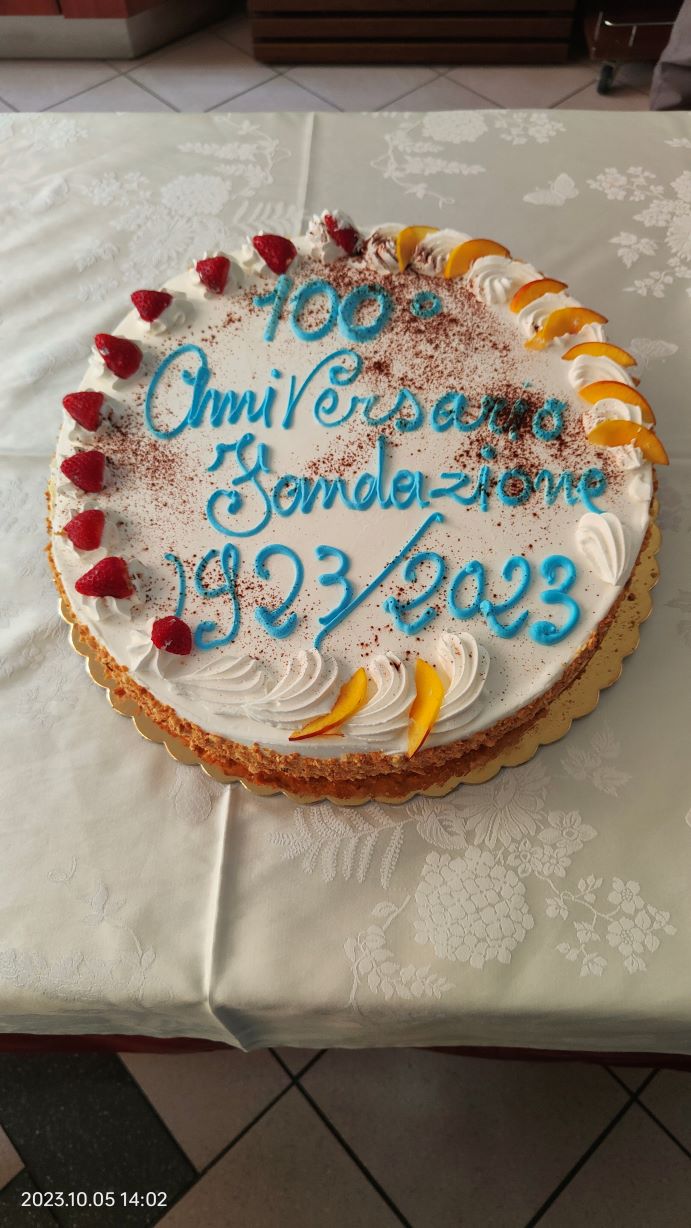 100°
Anniversario
Fondazione
1923/2023
2023.10.05 14:02